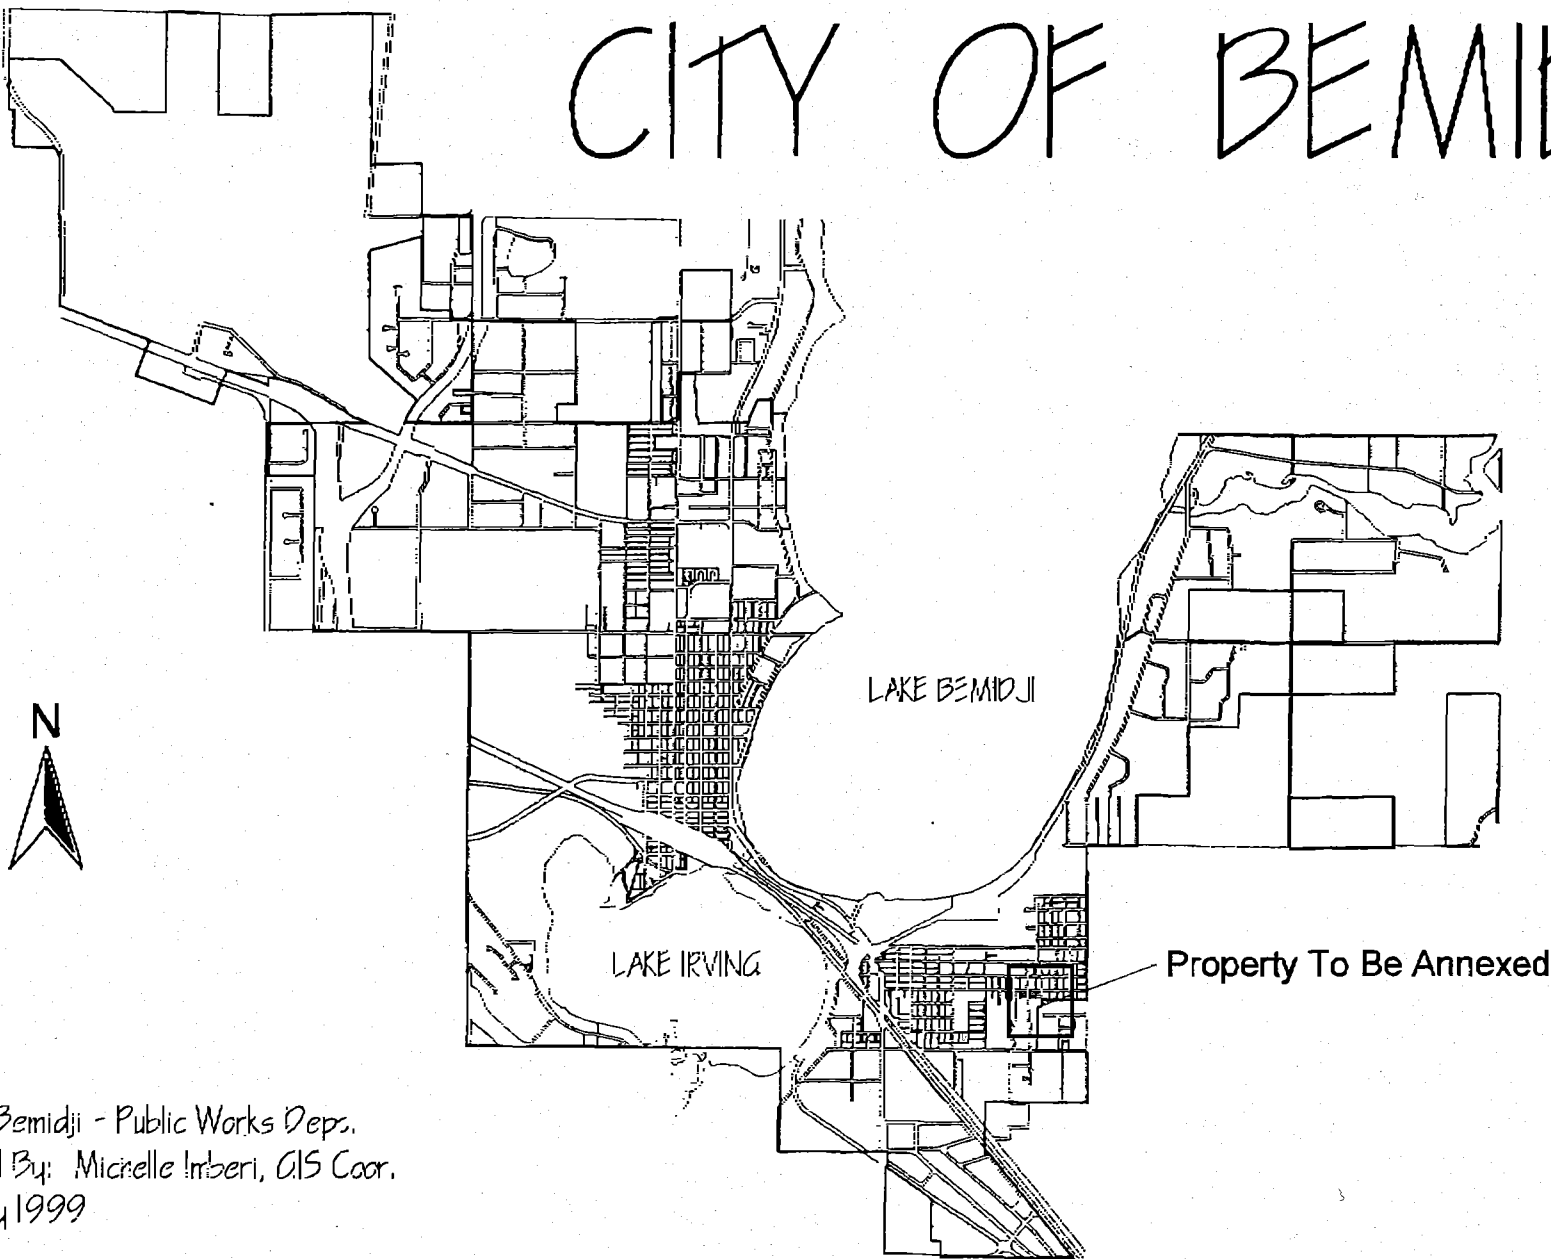 CITY OF BEMI
LAKE BEMIDJI
N
LAKE IRVING
Property To Be Annexed
Bemidji - Public Works Dept.
By: Michelle Imberi, GIS Coor.
1999